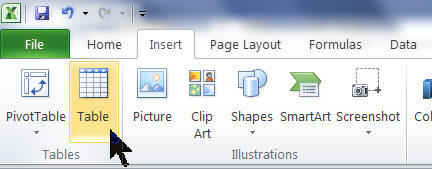 File Home Insert Page Layout Formulas Data
PivotTable Table Picture Clip Art Shapes SmartArt Screenshot
Tables Illustrations